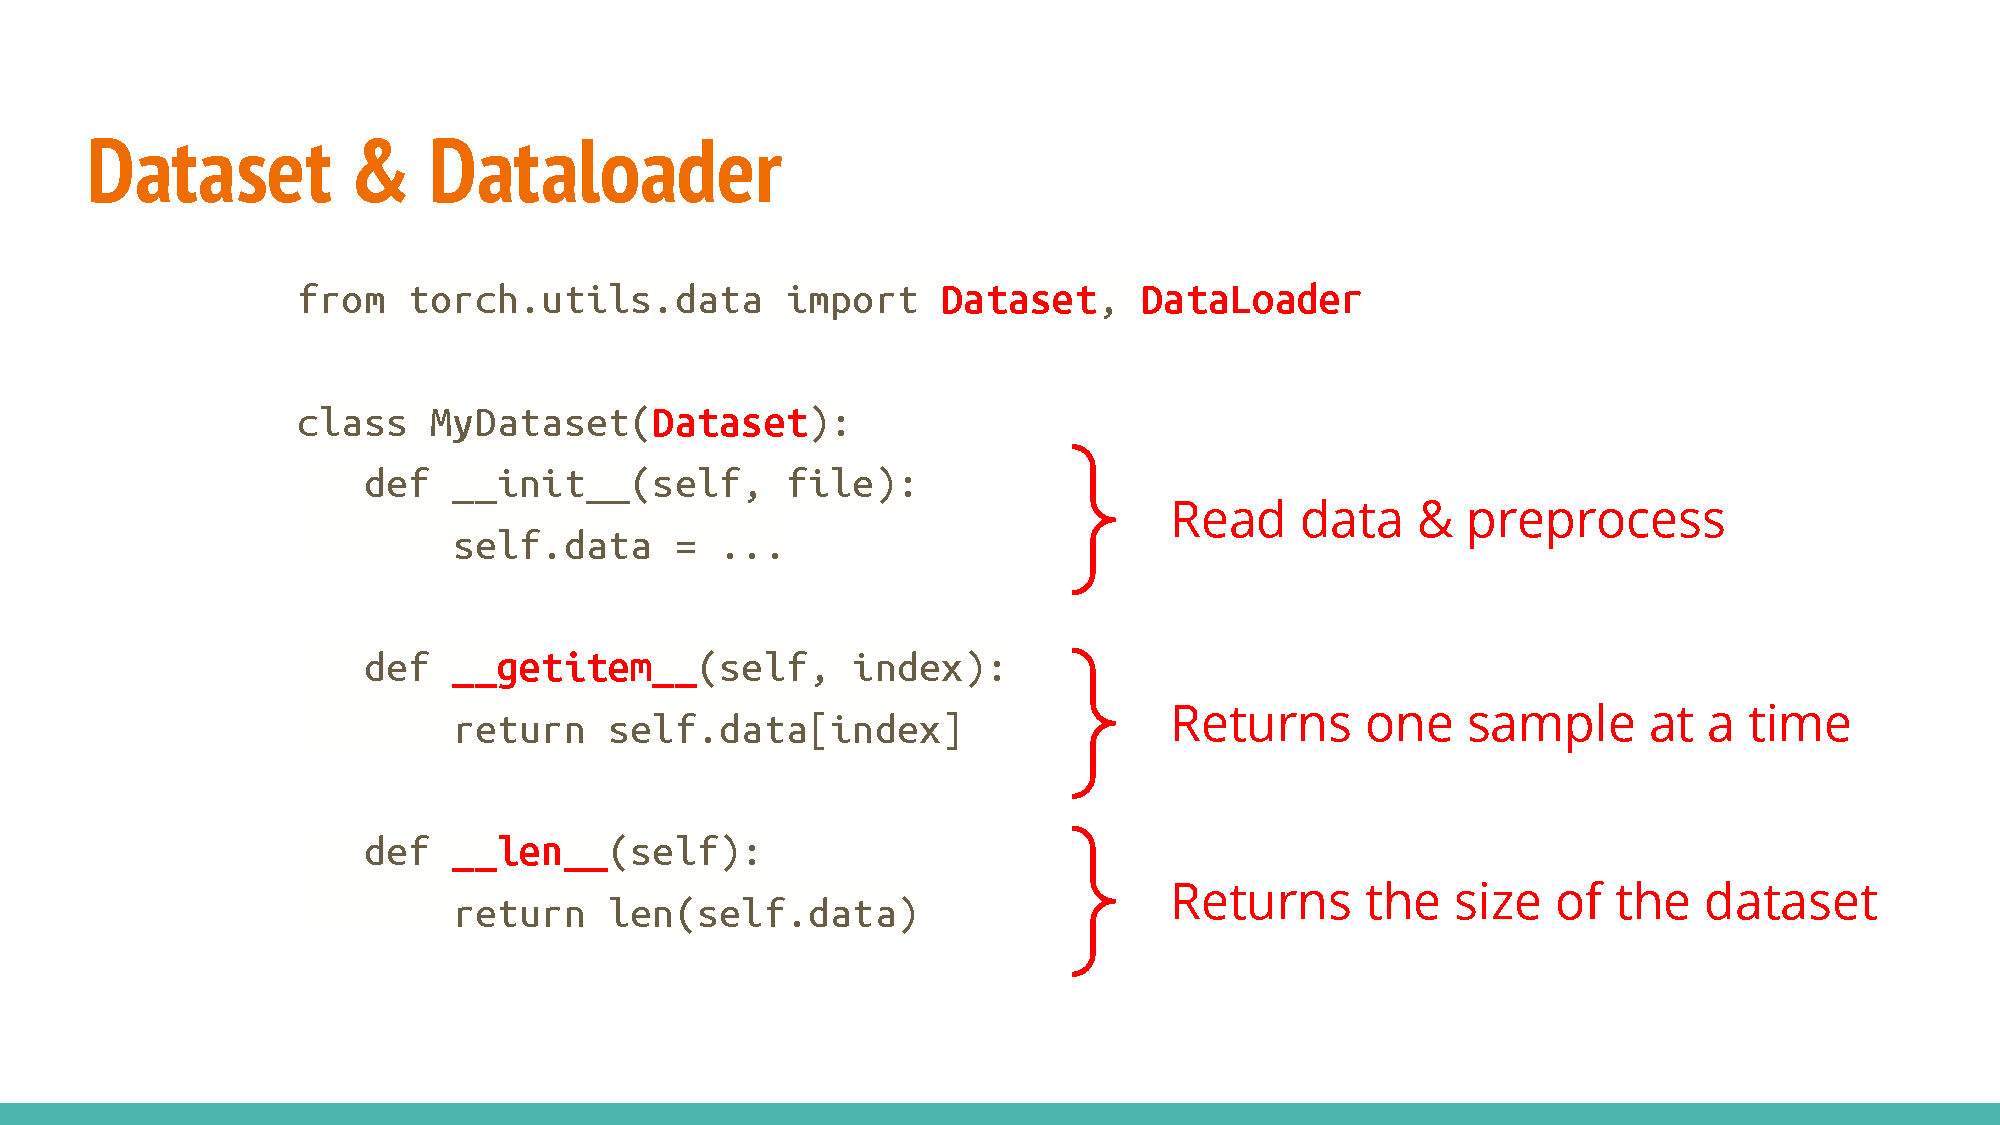 Dataset & Dataloader
from torch.utils.data import Dataset, DataLoader
class MyDataset(Dataset):
def __init__(self, file):
self.data = ...
Read data & preprocess
def __getitem__(self, index):
return self.data[index]
Returns one sample at a time
def __len__(self):
return len(self.data)
Returns the size of the dataset